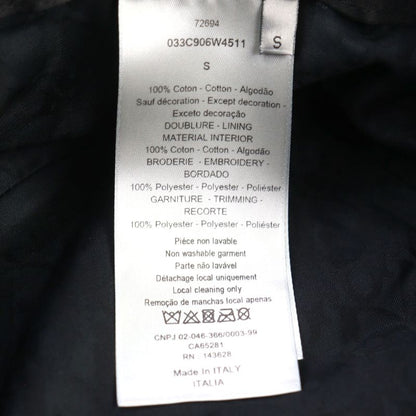 72694
033C906W4511
S
S
100% Coton - Cotton - Algodão
Sauf décoration - Except decoration -
Exceto decoração
DOUBLURE - LINING
MATERIAL INTERIOR
100% Coton - Cotton - Algodão
BRODERIE - EMBROIDERY -
BORDADO
100% Polyester - Polyester - Poliéster
GARNITURE - TRIMMING -
RECORTE
100% Polyester - Polyester - Poliéster
Pièce non lavable
Non washable garment
Parte não lavável
Détachage local uniquement
Local cleaning only
Remoção de manchas local apenas
CNPJ 02-046-366/0003-99
CA65281
RN. 143628
Made In ITALY
ITALIA